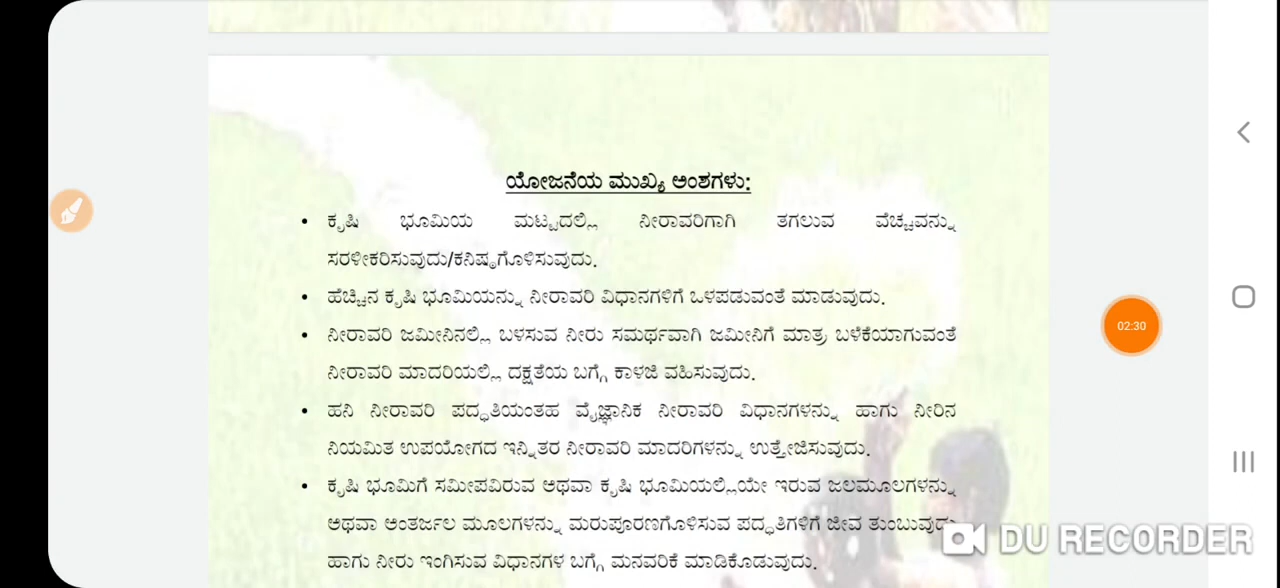 ಯೋಜನೆಯ ಮುಖ್ಯ ಅಂಶಗಳು:
• ಕೃಷಿ ಭೂಮಿಯ ಮಟ್ಟದಲ್ಲಿ ನೀರಾವರಿಗಾಗಿ ತಗಲುವ ವೆಚ್ಚವನ್ನು
ಸರಳೀಕರಿಸುವುದು/ಕನಿಷ್ಠಗೊಳಿಸುವುದು.
• ಹೆಚ್ಚಿನ ಕೃಷಿ ಭೂಮಿಯನ್ನು ನೀರಾವರಿ ವಿಧಾನಗಳಿಗೆ ಒಳಪಡುವಂತೆ ಮಾಡುವುದು.
• ನೀರಾವರಿ ಜಮೀನಿನಲ್ಲಿ ಬಳಸುವ ನೀರು ಸಮರ್ಥವಾಗಿ ಜಮೀನಿಗೆ ಮಾತ್ರ ಬಳಕೆಯಾಗುವಂತೆ
ನೀರಾವರಿ ಮಾದರಿಯಲ್ಲಿ ದಕ್ಷತೆಯ ಬಗ್ಗೆ ಕಾಳಜಿ ವಹಿಸುವುದು.
• ಹನಿ ನೀರಾವರಿ ಪದ್ಧತಿಯಂತಹ ವೈಜ್ಞಾನಿಕ ನೀರಾವರಿ ವಿಧಾನಗಳನ್ನು ಹಾಗು ನೀರಿನ
ನಿಯಮಿತ ಉಪಯೋಗದ ಇನ್ನಿತರ ನೀರಾವರಿ ಮಾದರಿಗಳನ್ನು ಉತ್ತೇಜಿಸುವುದು.
• ಕೃಷಿ ಭೂಮಿಗೆ ಸಮೀಪವಿರುವ ಅಥವಾ ಕೃಷಿ ಭೂಮಿಯಲ್ಲಿಯೇ ಇರುವ ಜಲಮೂಲಗಳನ್ನು
ಅಥವಾ ಅಂತರ್ಜಲ ಮೂಲಗಳನ್ನು ಮರುಪೂರಣಗೊಳಿಸುವ ಪದ್ಧತಿಗಳಿಗೆ ಜೀವ ತುಂಬುವುದು
ಹಾಗು ನೀರು ಇಂಗಿಸುವ ವಿಧಾನಗಳ ಬಗ್ಗೆ ಮನವರಿಕೆ ಮಾಡಿಕೊಡುವುದು.
02:30
DU RECORDER